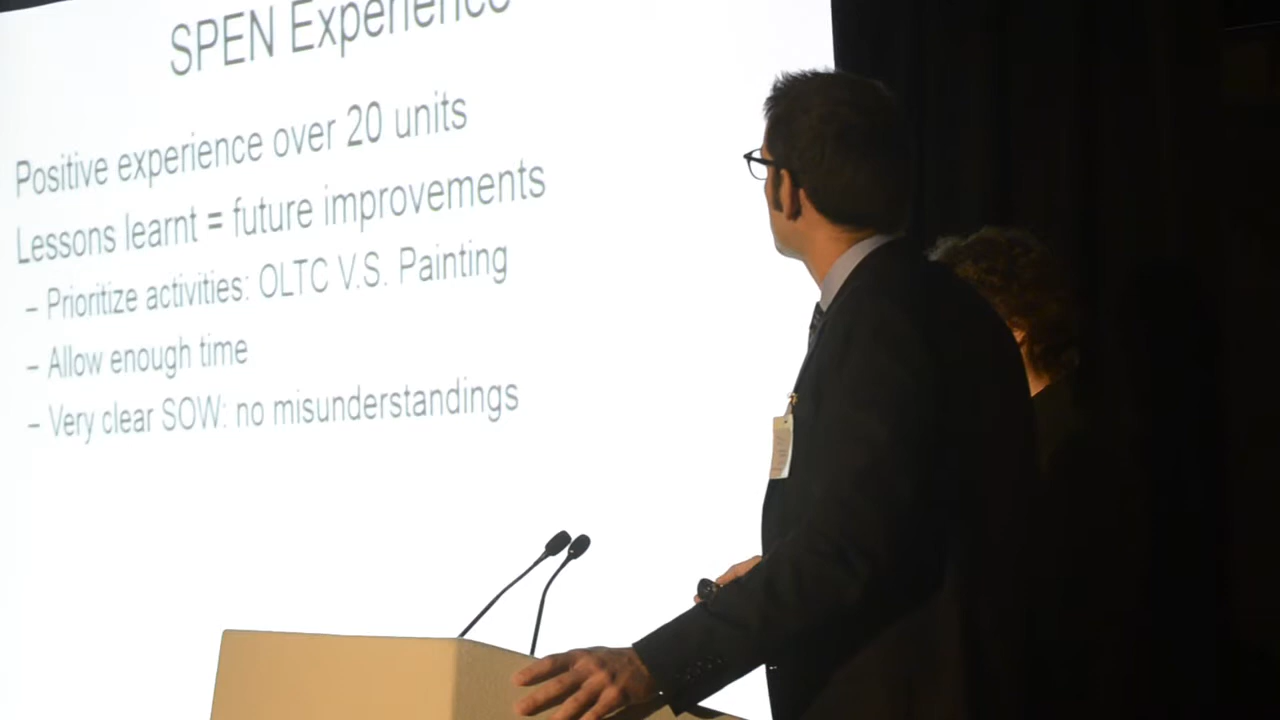 SPEN Experience
Positive experience over 20 units
Lessons learnt = future improvements
– Prioritize activities: OLTC V.S. Painting
– Allow enough time
– Very clear SOW: no misunderstandings